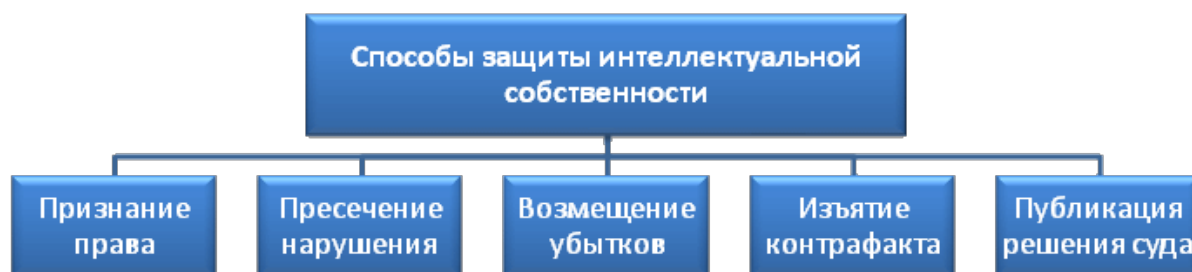 Способы защиты интеллектуальной
собственности
Признание
права
Пресечение
нарушения
Возмещение
убытков
Изъятие
контрафакта
Публикация
решения суда